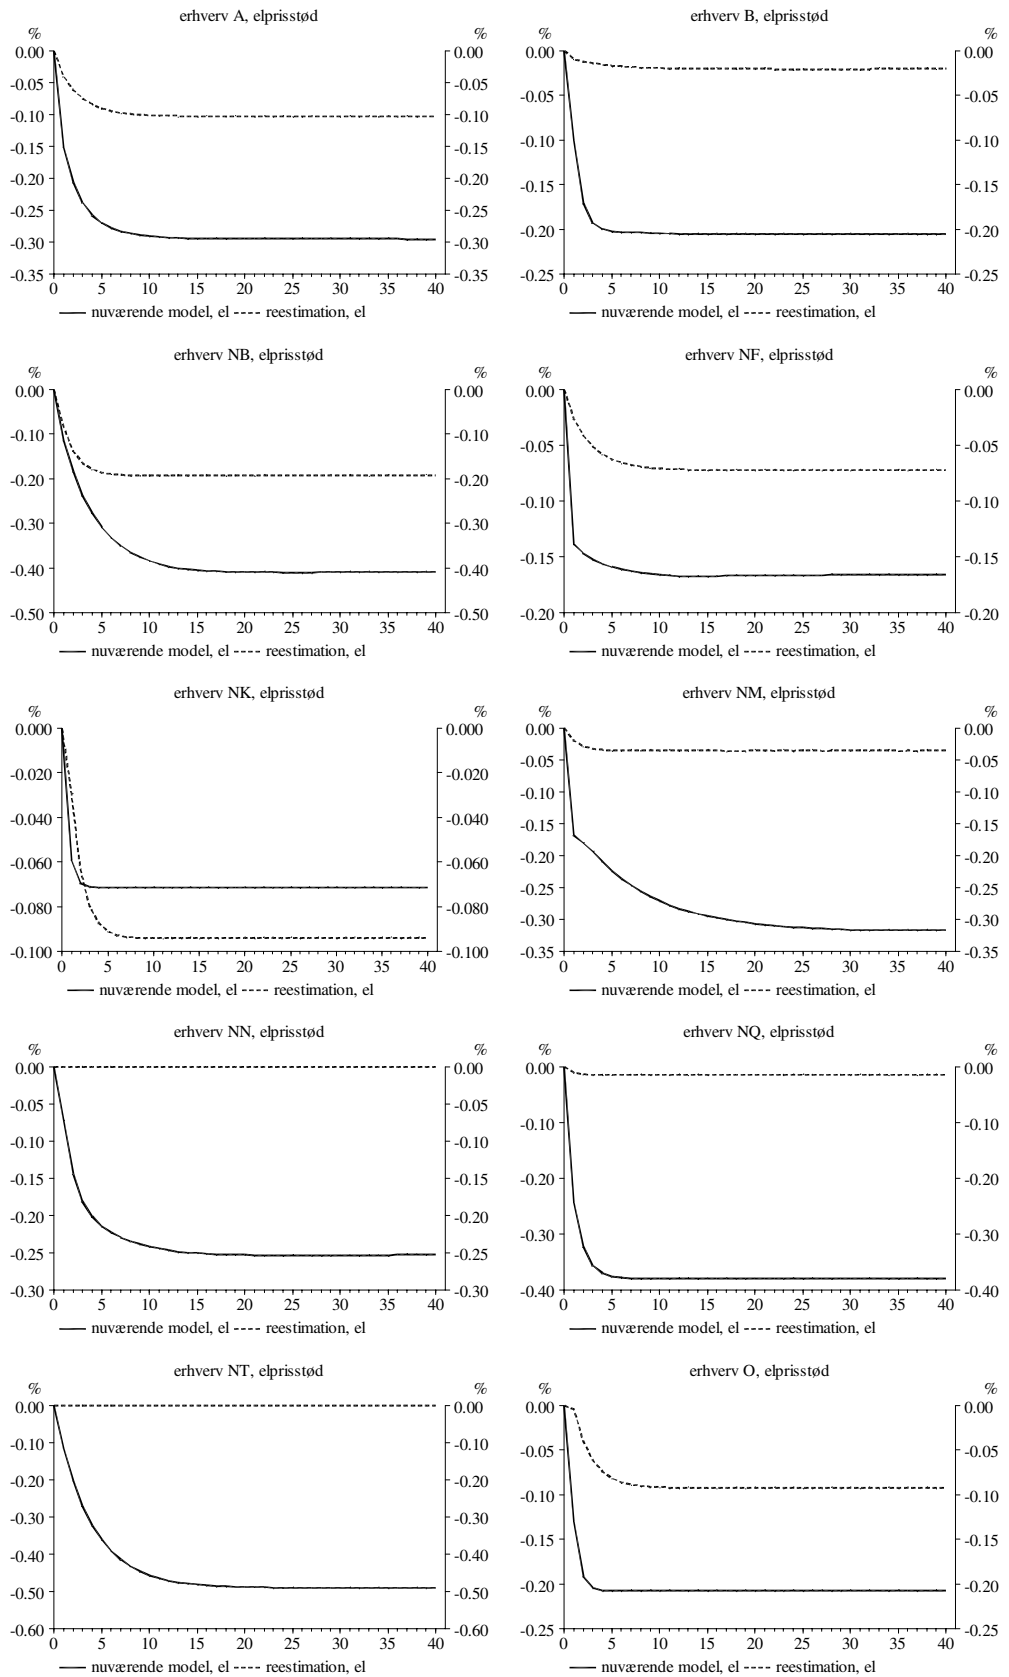 erhverv A, elprisstød
% %
0.00 0.00
-0.05 -0.05
-0.10 -0.10
-0.15 -0.15
-0.20 -0.20
-0.25 -0.25
-0.30 -0.30
-0.35 -0.35
0 5 10 15 20 25 30 35 40
nuværende model, el reestimation, el
erhverv B, elprisstød
% %
0.00 0.00
-0.05 -0.05
-0.10 -0.10
-0.15 -0.15
-0.20 -0.20
-0.25 -0.25
0 5 10 15 20 25 30 35 40
nuværende model, el reestimation, el
erhverv NB, elprisstød
% %
0.00 0.00
-0.10 -0.10
-0.20 -0.20
-0.30 -0.30
-0.40 -0.40
-0.50 -0.50
0 5 10 15 20 25 30 35 40
nuværende model, el reestimation, el
erhverv NF, elprisstød
% %
0.00 0.00
-0.05 -0.05
-0.10 -0.10
-0.15 -0.15
-0.20 -0.20
0 5 10 15 20 25 30 35 40
nuværende model, el reestimation, el
erhverv NK, elprisstød
% %
0.000 0.000
-0.020 -0.020
-0.040 -0.040
-0.060 -0.060
-0.080 -0.080
-0.100 -0.100
0 5 10 15 20 25 30 35 40
nuværende model, el reestimation, el
erhverv NM, elprisstød
% %
0.00 0.00
-0.05 -0.05
-0.10 -0.10
-0.15 -0.15
-0.20 -0.20
-0.25 -0.25
-0.30 -0.30
-0.35 -0.35
0 5 10 15 20 25 30 35 40
nuværende model, el reestimation, el
erhverv NN, elprisstød
% %
0.00 0.00
-0.05 -0.05
-0.10 -0.10
-0.15 -0.15
-0.20 -0.20
-0.25 -0.25
-0.30 -0.30
0 5 10 15 20 25 30 35 40
nuværende model, el reestimation, el
erhverv NQ, elprisstød
% %
0.00 0.00
-0.10 -0.10
-0.20 -0.20
-0.30 -0.30
-0.40 -0.40
0 5 10 15 20 25 30 35 40
nuværende model, el reestimation, el
erhverv NT, elprisstød
% %
0.00 0.00
-0.10 -0.10
-0.20 -0.20
-0.30 -0.30
-0.40 -0.40
-0.50 -0.50
-0.60 -0.60
0 5 10 15 20 25 30 35 40
nuværende model, el reestimation, el
erhverv O, elprisstød
% %
0.00 0.00
-0.05 -0.05
-0.10 -0.10
-0.15 -0.15
-0.20 -0.20
-0.25 -0.25
0 5 10 15 20 25 30 35 40
nuværende model, el reestimation, el